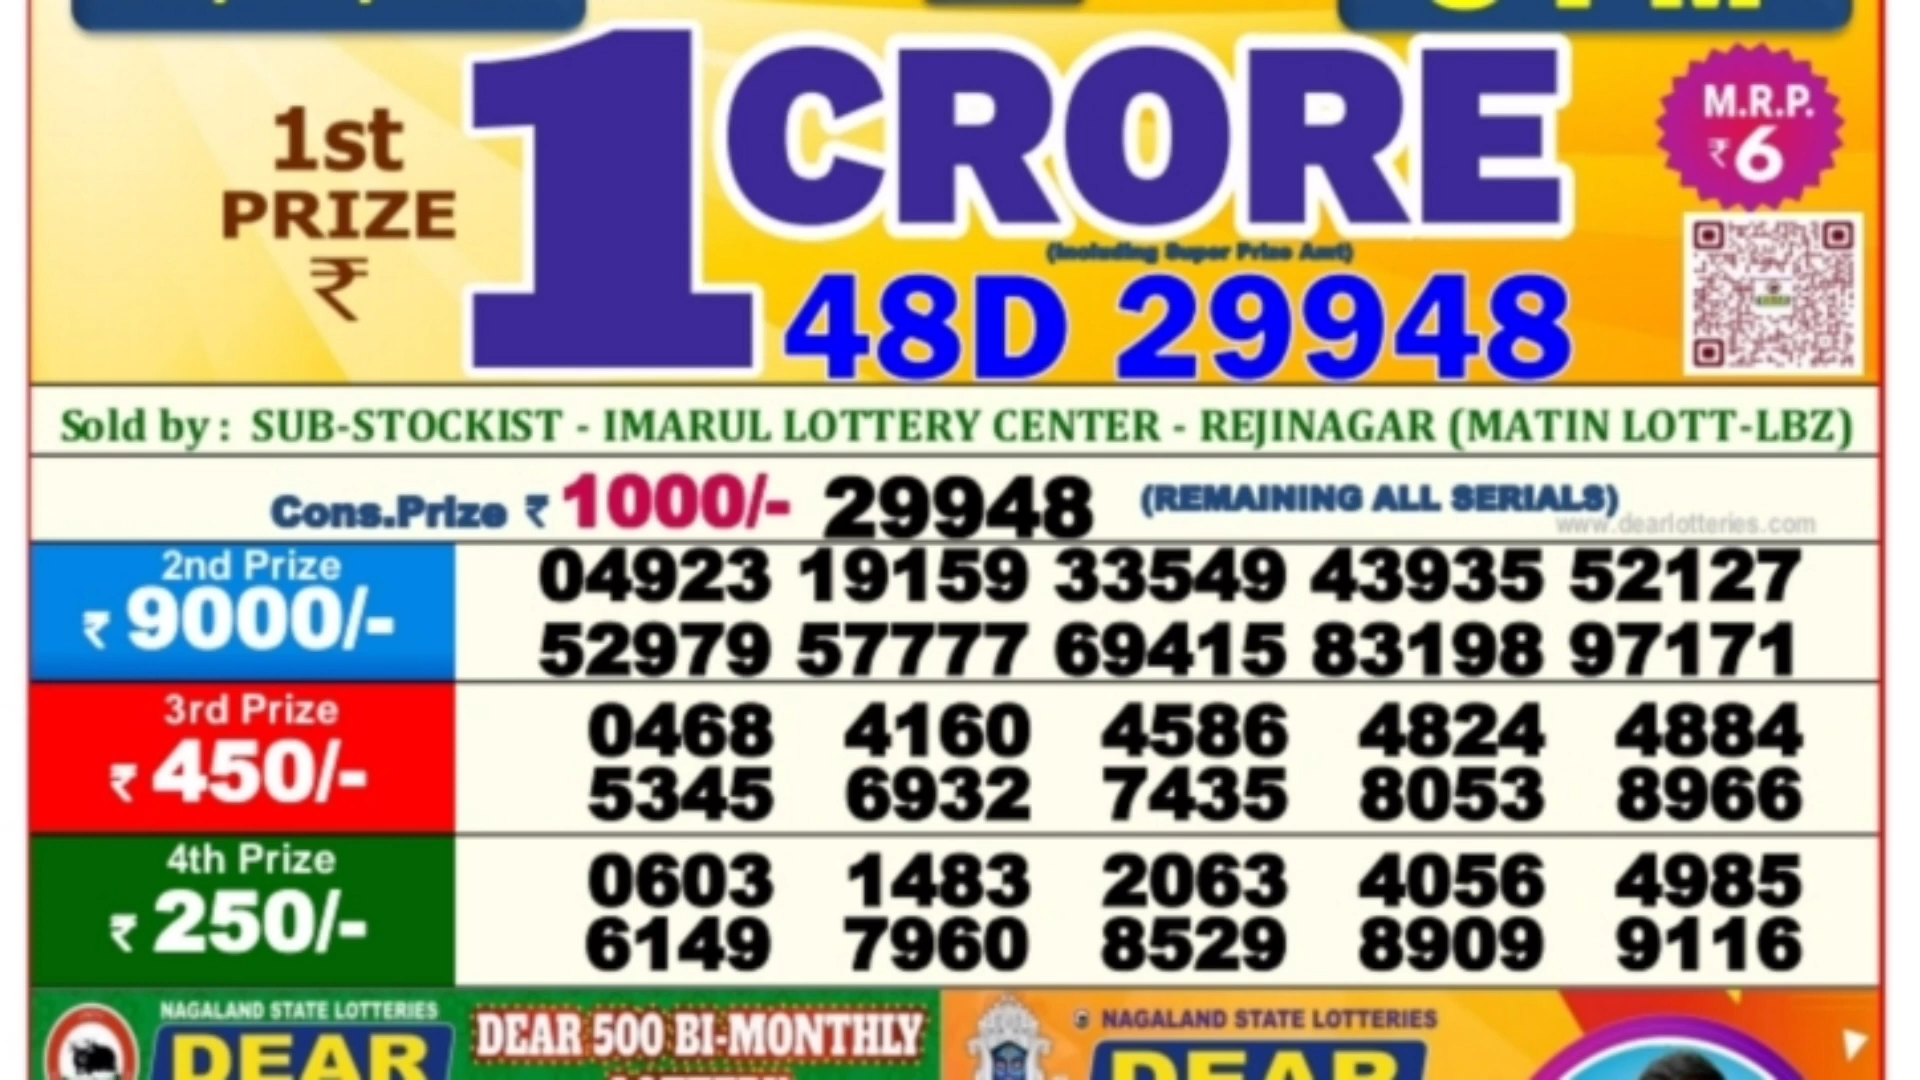 PM
1st
PRIZE
₹
1 CRORE
M.R.P.
₹6
(Including Super Prize Amt)
48D 29948
Sold by : SUB-STOCKIST - IMARUL LOTTERY CENTER - REJINAGAR (MATIN LOTT-LBZ)
Cons.Prize ₹ 1000/- 29948 (REMAINING ALL SERIALS)
www.dearlotteries.com
2nd Prize
₹ 9000/-
04923 19159 33549 43935 52127
52979 57777 69415 83198 97171
3rd Prize
₹ 450/-
0468 4160 4586 4824 4884
5345 6932 7435 8053 8966
4th Prize
₹ 250/-
0603 1483 2063 4056 4985
6149 7960 8529 8909 9116
NAGALAND STATE LOTTERIES
DEAR
DEAR 500 BI-MONTHLY
NAGALAND STATE LOTTERIES
DEAR